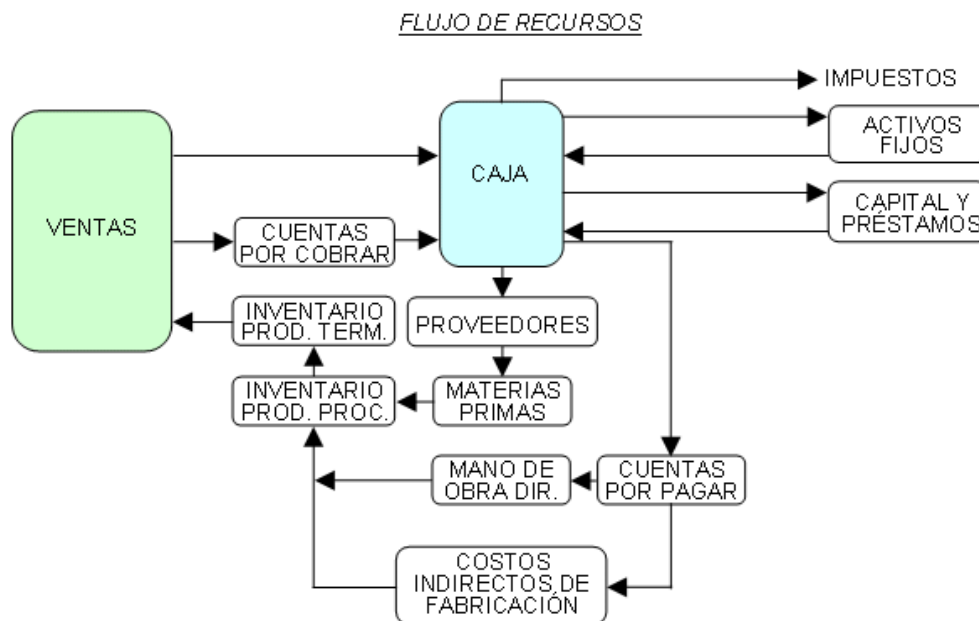 FLUJO DE RECURSOS
IMPUESTOS
ACTIVOS
FIJOS
CAJA
VENTAS
CAPITAL Y
PRÉSTAMOS
CUENTAS
POR COBRAR
INVENTARIO
PROD. TERM.
PROVEEDORES
INVENTARIO
PROD. PROC.
MATERIAS
PRIMAS
MANO DE
OBRA DIR.
CUENTAS
POR PAGAR
COSTOS
INDIRECTOS DE
FABRICACIÓN